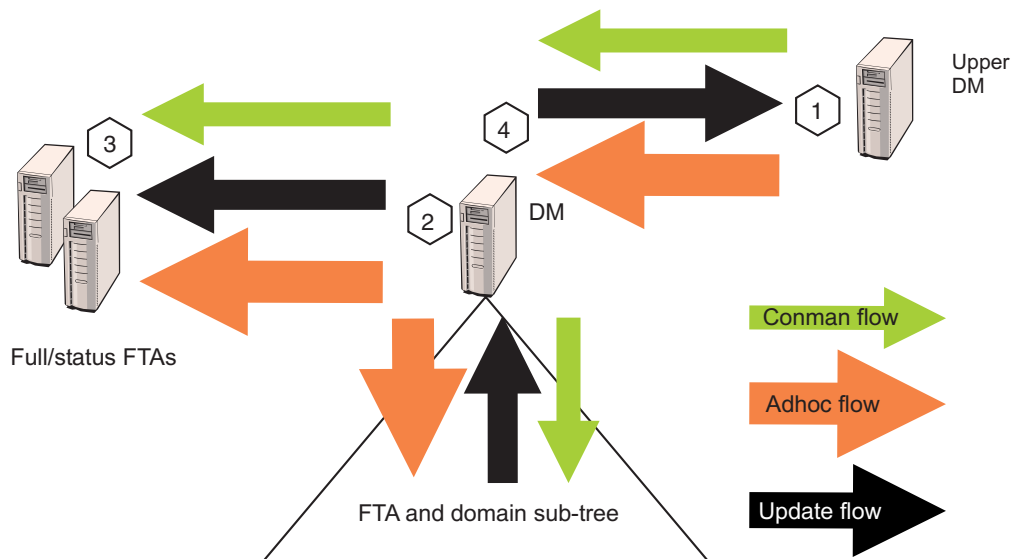 Upper
DM
1
4
3
2
DM
Full/status FTAs
Conman flow
Adhoc flow
Update flow
FTA and domain sub-tree